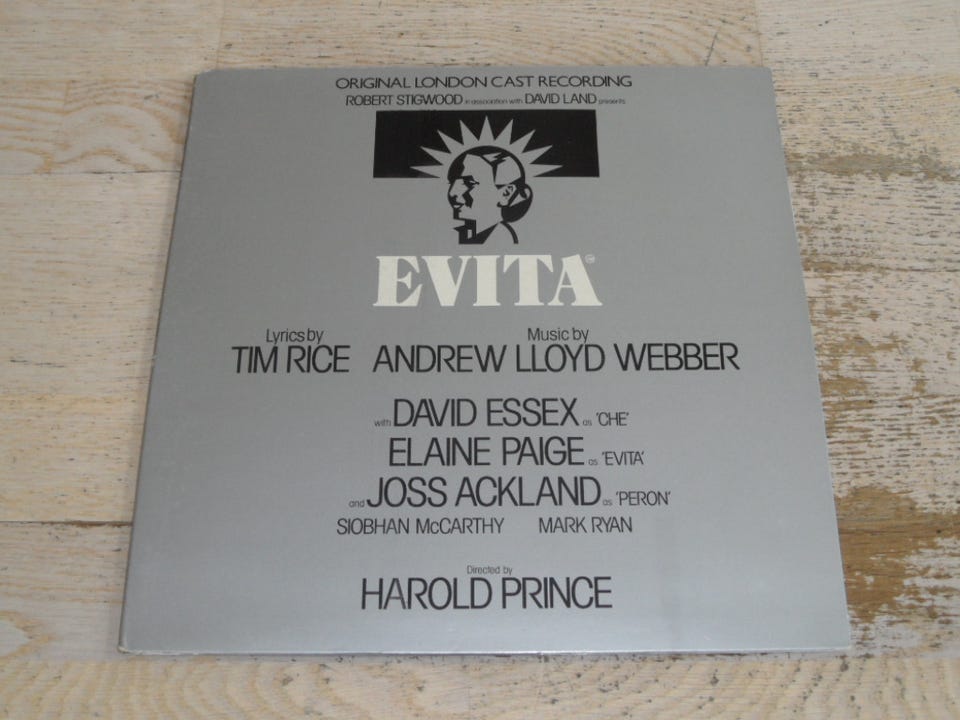 ORIGINAL LONDON CAST RECORDING
ROBERT STIGWOOD in association with DAVID LAND presents
EVITA
Lyrics by Music by
TIM RICE ANDREW LLOYD WEBBER
with DAVID ESSEX as 'CHE'
ELAINE PAIGE as 'EVITA'
and JOSS ACKLAND as 'PERON'
SIOBHAN McCARTHY MARK RYAN
Directed by
HAROLD PRINCE